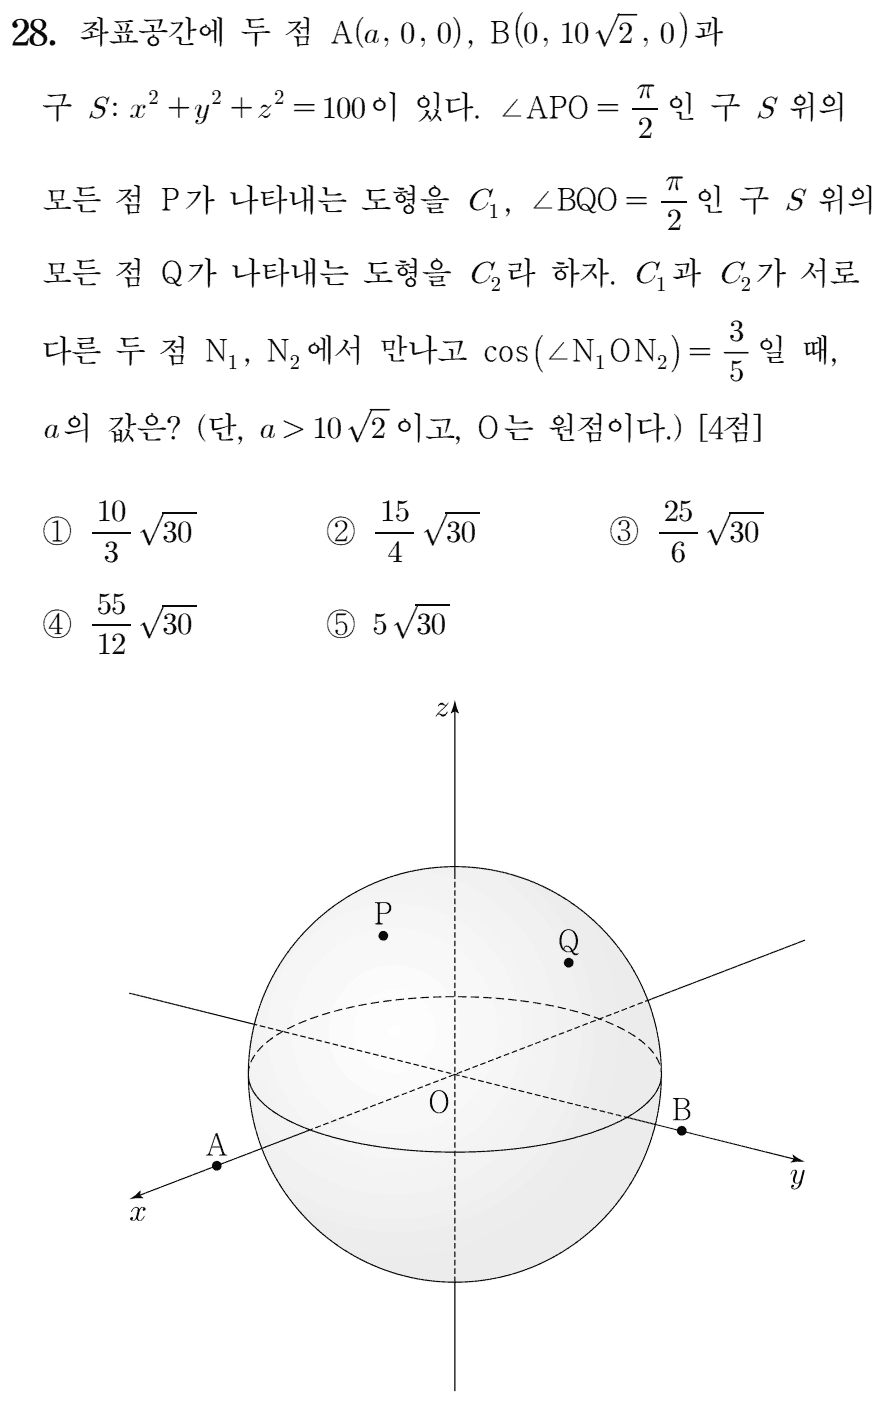 28. 좌표공간에 두 점 A(a, 0, 0), B(0, 10√2, 0)과
구 S: x²+y²+z²=100이 있다. ∠APO = π/2 인 구 S 위의
모든 점 P가 나타내는 도형을 C₁, ∠BQO = π/2 인 구 S 위의
모든 점 Q가 나타내는 도형을 C₂라 하자. C₁과 C₂가 서로
다른 두 점 N₁, N₂에서 만나고 cos(∠N₁ON₂) = 3/5 일 때,
a의 값은? (단, a > 10√2 이고, O는 원점이다.) [4점]
① 10/3 √30 ② 15/4 √30 ③ 25/6 √30
④ 55/12 √30 ⑤ 5√30
z
P
Q
O
B
A
y
x